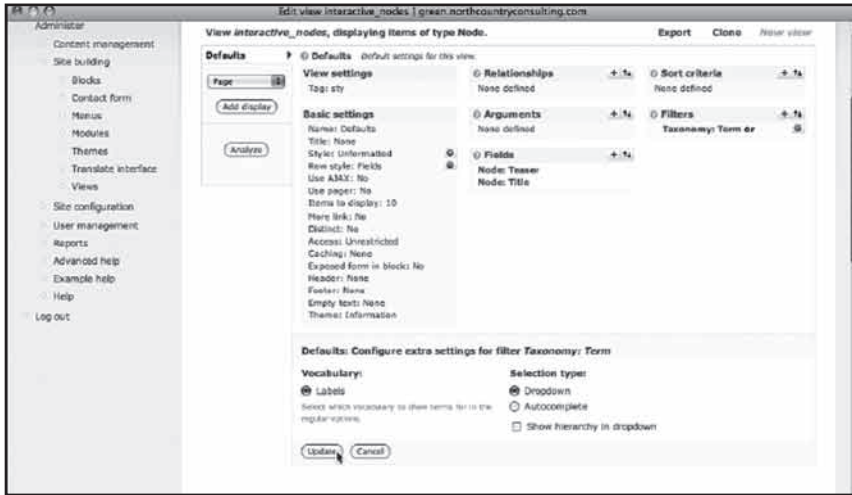 Edit view interactive_nodes | green.northcountryconsulting.com
Administer
Content management
Site building
Blocks
Contact form
Menus
Modules
Themes
Translate interface
Views
Site configuration
User management
Reports
Advanced help
Example help
Help
Log out
View interactive_nodes, displaying items of type Node.
Export Clone New view
Defaults
Page
Add display
Analyze
Defaults Default settings for this view.
View settings
Tag: sty
Basic settings
Name: Defaults
Title: None
Style: Unformatted
Row style: Fields
Use AJAX: No
Use pager: No
Items to display: 10
More link: No
Distinct: No
Access: Unrestricted
Caching: None
Exposed form in block: No
Header: None
Footer: None
Empty text: None
Theme: Information
Relationships
None defined
Arguments
None defined
Fields
Node: Teaser
Node: Title
Sort criteria
None defined
Filters
Taxonomy: Term or
Defaults: Configure extra settings for filter Taxonomy: Term
Vocabulary:
Labels
Select which vocabulary to show terms for in the
regular options.
Selection type:
Dropdown
Autocomplete
Show hierarchy in dropdown
Update Cancel